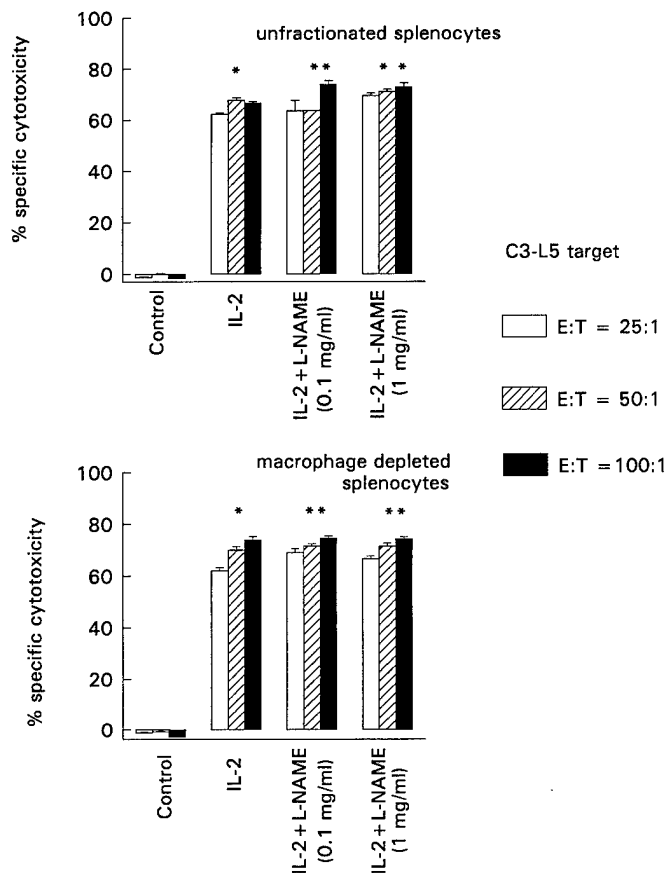 unfractionated splenocytes
% specific cytotoxicity
100
80
60
40
20
0
* ** * *
Control
IL-2
IL-2 + L-NAME
(0.1 mg/ml)
IL-2 + L-NAME
(1 mg/ml)
C3-L5 target
E:T = 25:1
E:T = 50:1
E:T = 100:1
macrophage depleted
splenocytes
% specific cytotoxicity
100
80
60
40
20
0
* ** **
Control
IL-2
IL-2 + L-NAME
(0.1 mg/ml)
IL-2 + L-NAME
(1 mg/ml)